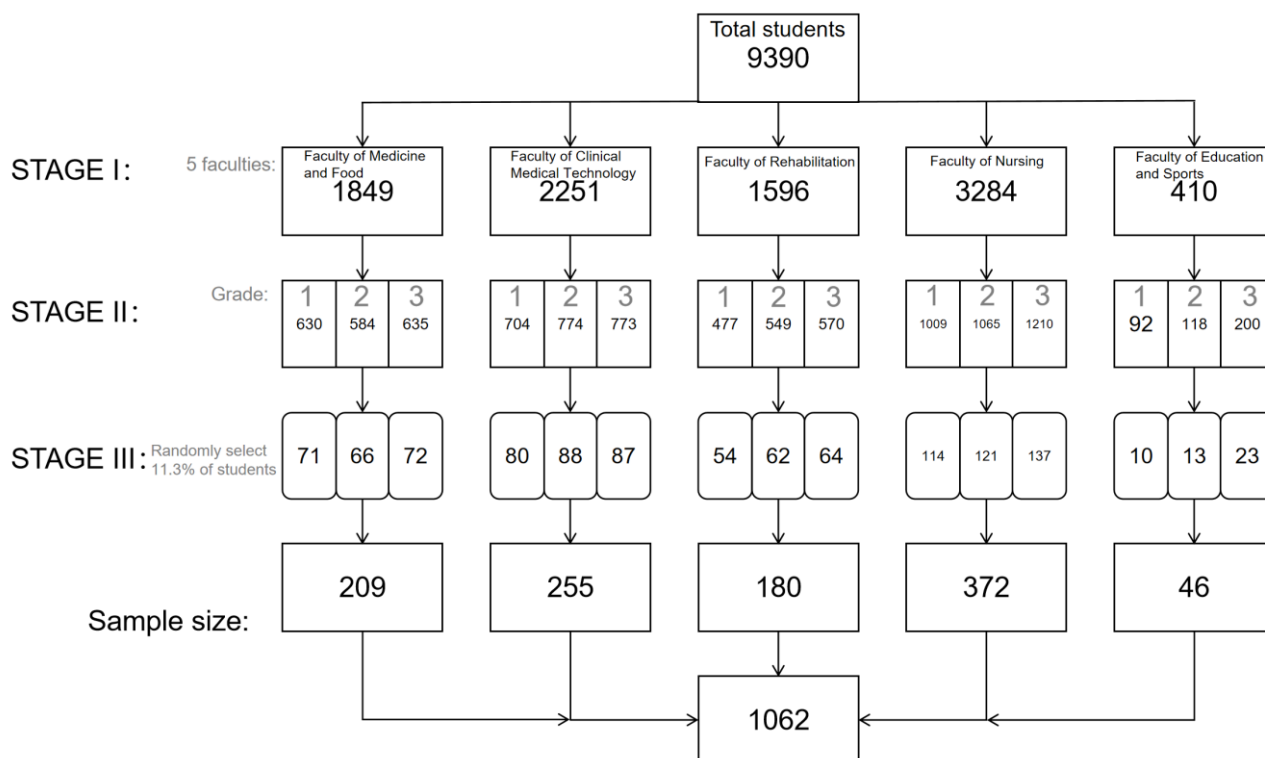 Total students
9390
STAGE I:
5 faculties:
Faculty of Medicine
and Food
1849
Faculty of Clinical
Medical Technology
2251
Faculty of Rehabilitation
1596
Faculty of Nursing
3284
Faculty of Education
and Sports
410
STAGE II:
Grade:
1 2 3
630 584 635
1 2 3
704 774 773
1 2 3
477 549 570
1 2 3
1009 1065 1210
1 2 3
92 118 200
STAGE III:
Randomly select
11.3% of students
71 66 72
80 88 87
54 62 64
114 121 137
10 13 23
Sample size:
209
255
180
372
46
1062